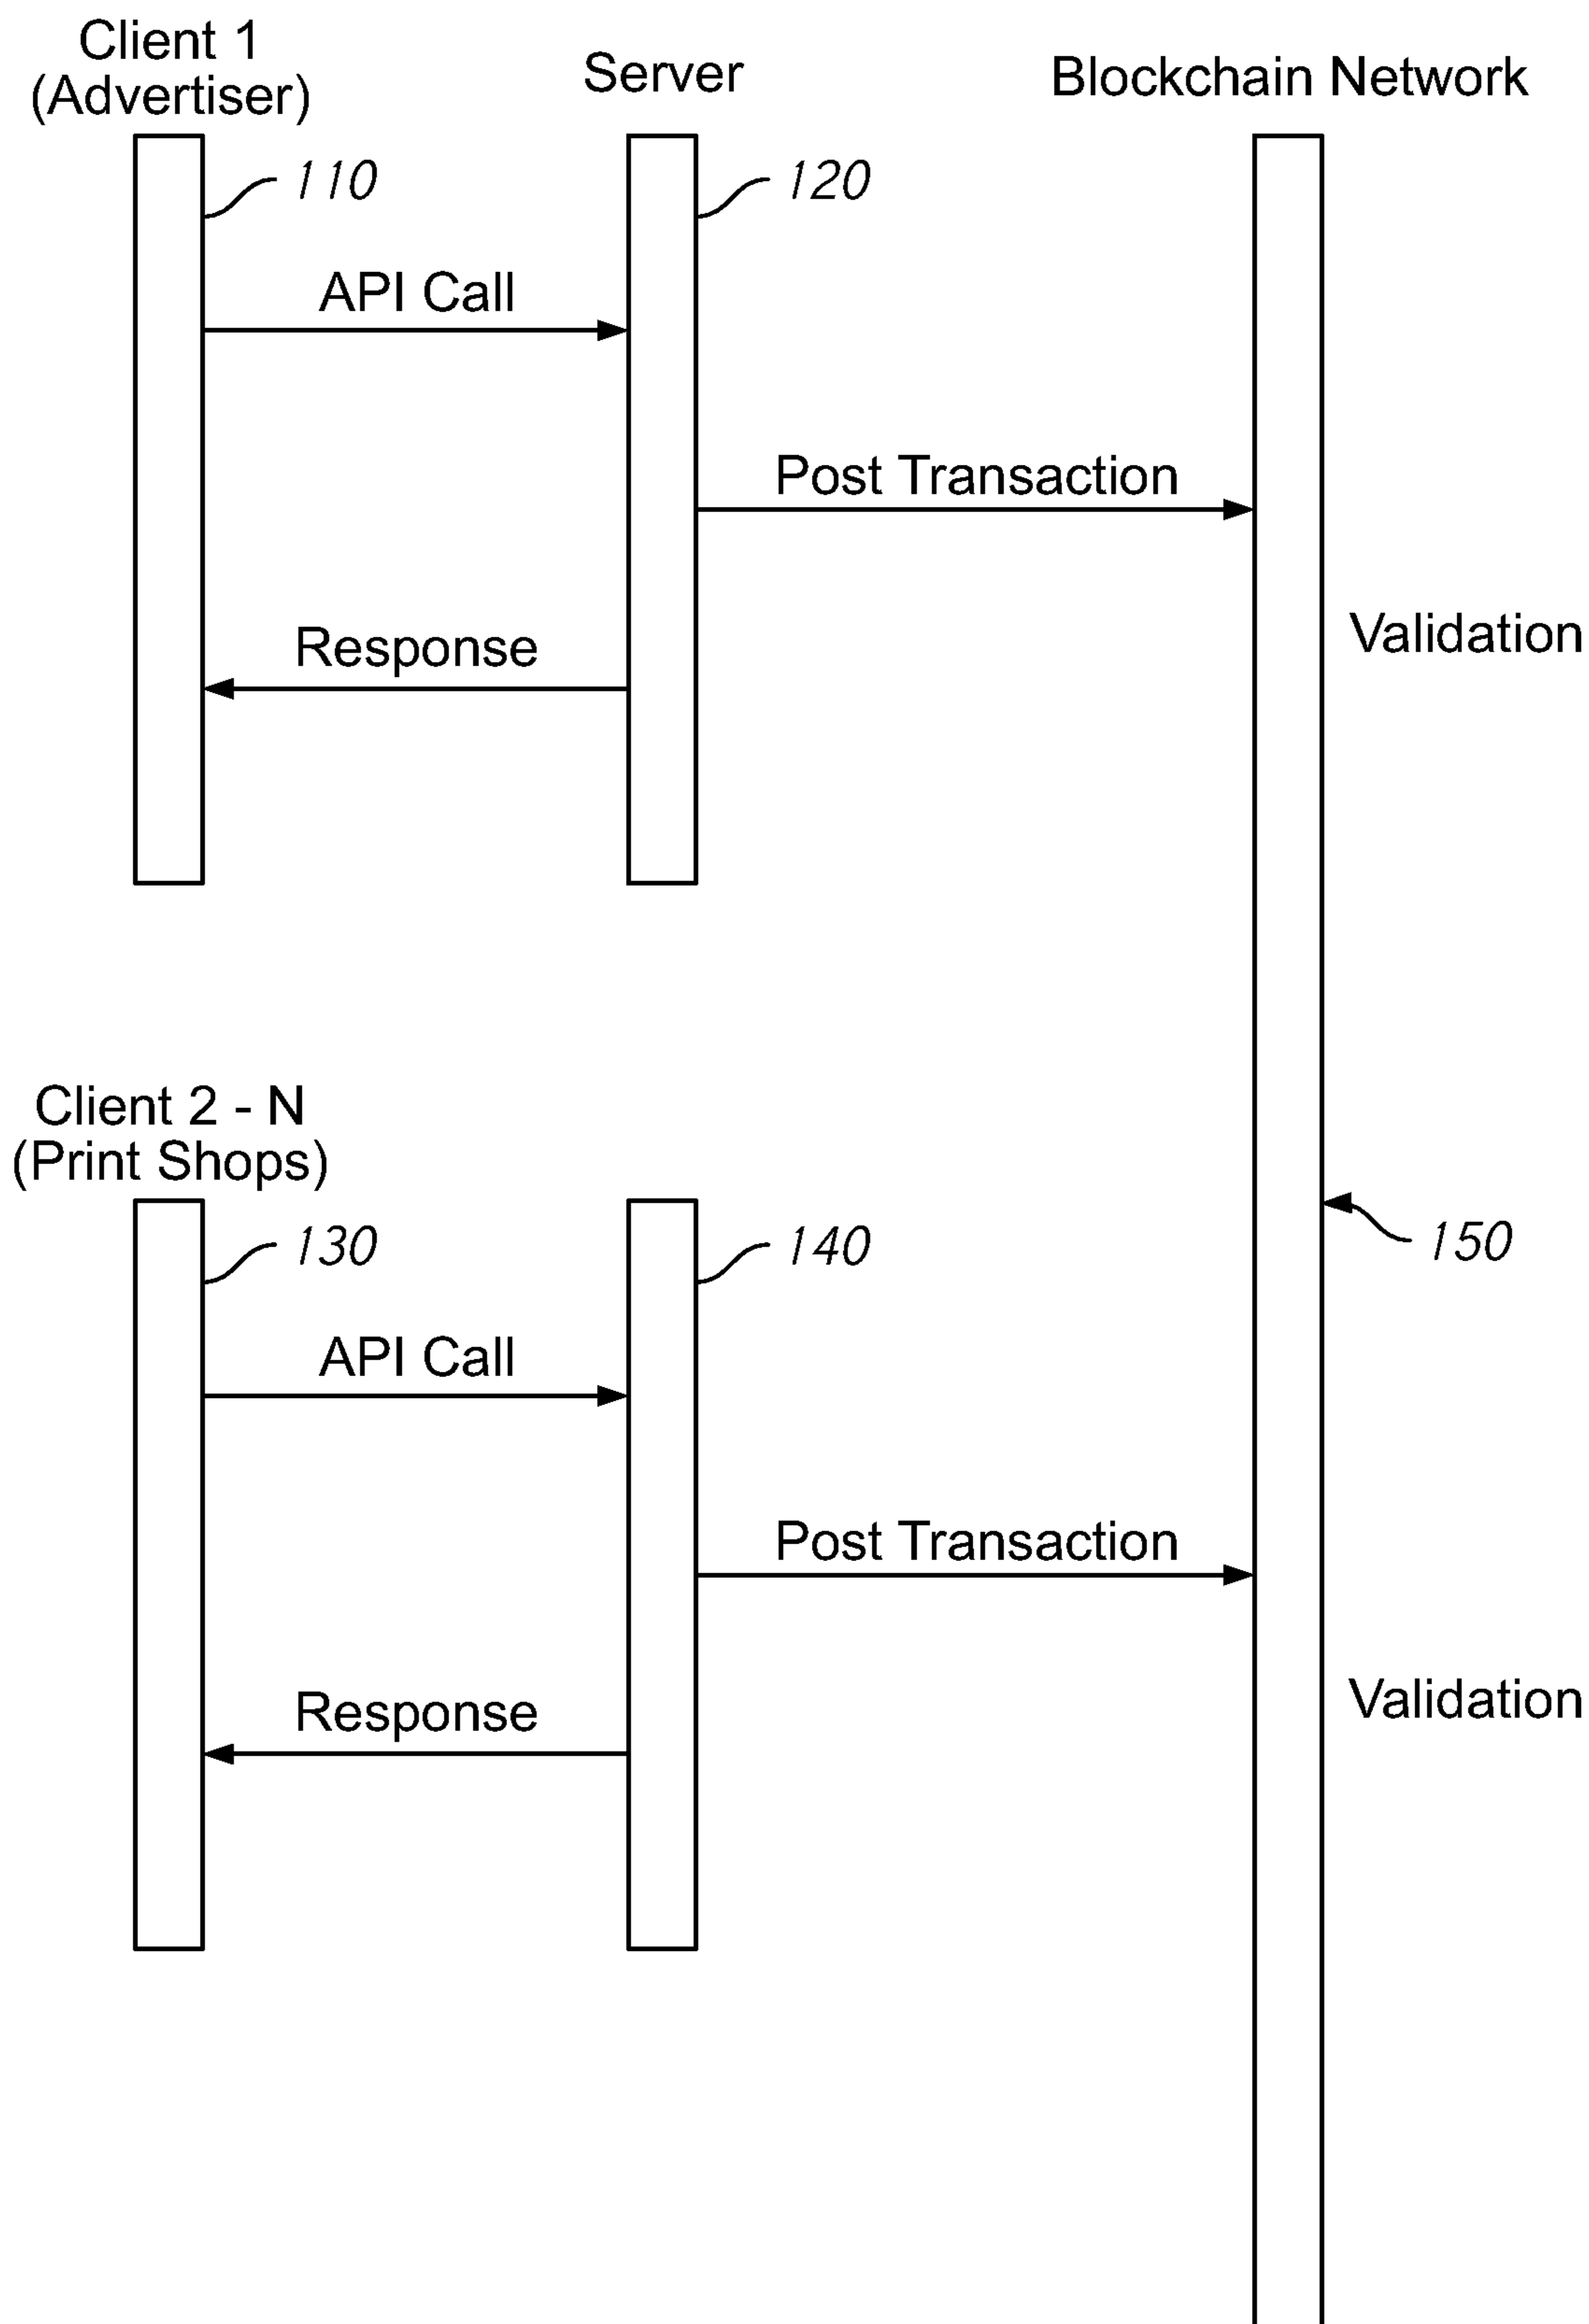 Client 1
(Advertiser)
Server
Blockchain Network
110
120
API Call
Post Transaction
Validation
Response
Client 2 - N
(Print Shops)
130
140
150
API Call
Post Transaction
Validation
Response